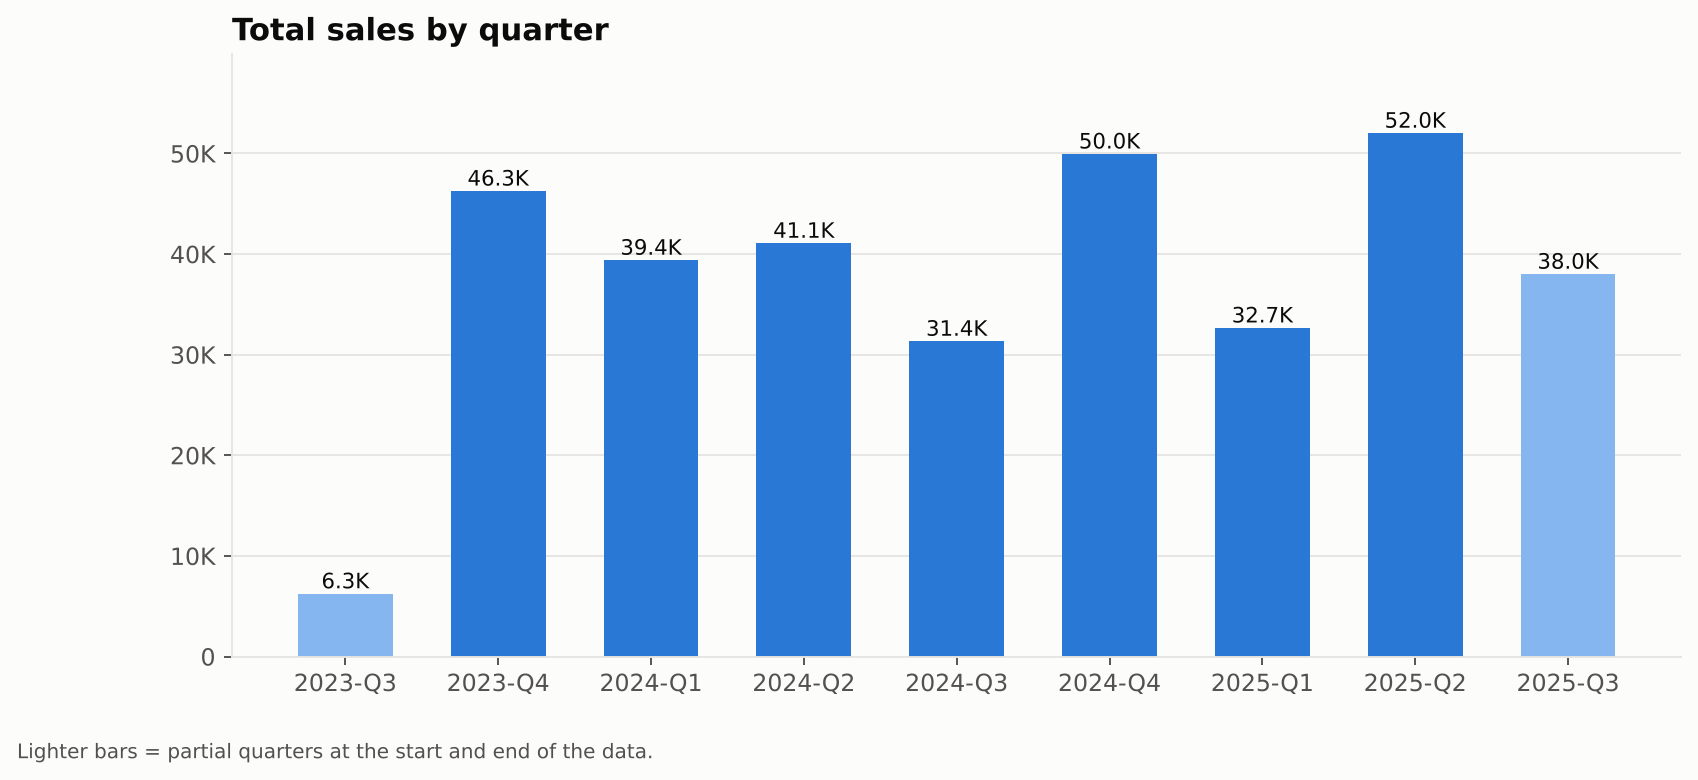 Total sales by quarter
50K
40K
30K
20K
10K
0
6.3K
46.3K
39.4K
41.1K
31.4K
50.0K
32.7K
52.0K
38.0K
2023-Q3
2023-Q4
2024-Q1
2024-Q2
2024-Q3
2024-Q4
2025-Q1
2025-Q2
2025-Q3
Lighter bars = partial quarters at the start and end of the data.